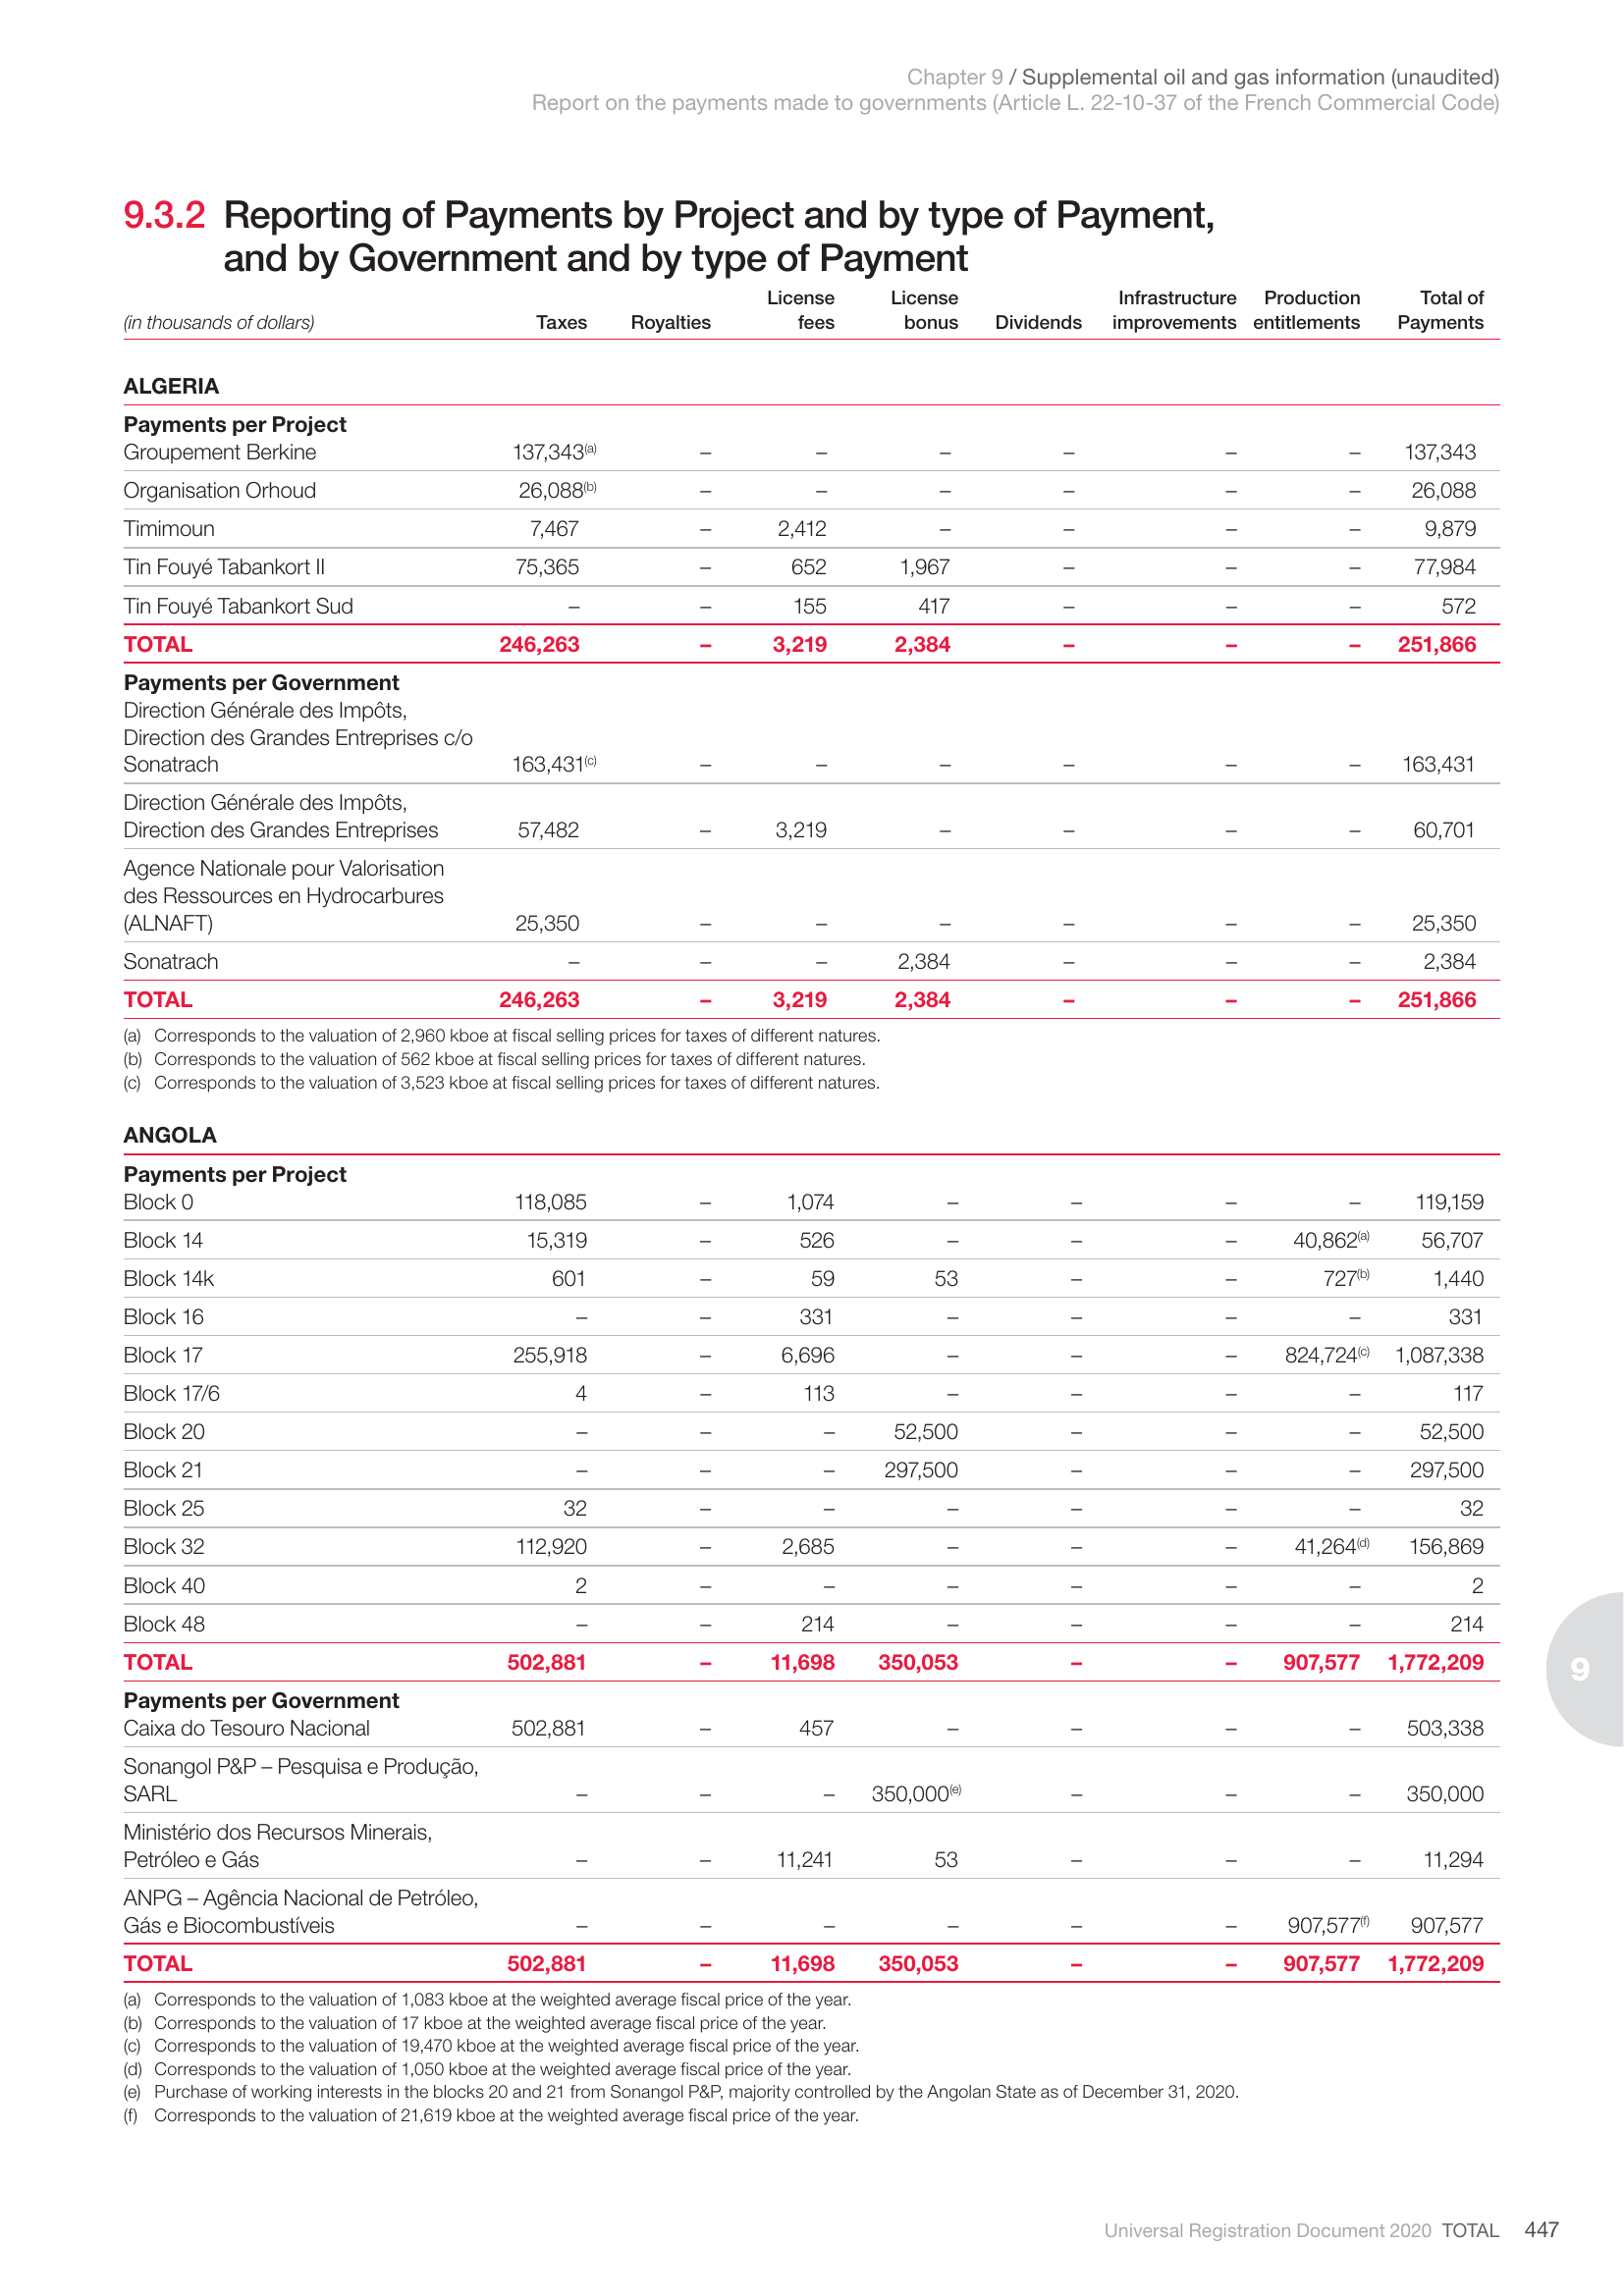 Chapter 9 / Supplemental oil and gas information (unaudited)
Report on the payments made to governments (Article L. 22-10-37 of the French Commercial Code)
9.3.2 Reporting of Payments by Project and by type of Payment,
and by Government and by type of Payment
(in thousands of dollars) Taxes Royalties License fees License bonus Dividends Infrastructure improvements Production entitlements Total of Payments
ALGERIA
Payments per Project
Groupement Berkine 137,343(a) – – – – – – 137,343
Organisation Orhoud 26,088(b) – – – – – – 26,088
Timimoun 7,467 – 2,412 – – – – 9,879
Tin Fouyé Tabankort II 75,365 – 652 1,967 – – – 77,984
Tin Fouyé Tabankort Sud – – 155 417 – – – 572
TOTAL 246,263 – 3,219 2,384 – – – 251,866
Payments per Government
Direction Générale des Impôts,
Direction des Grandes Entreprises c/o
Sonatrach 163,431(c) – – – – – – 163,431
Direction Générale des Impôts,
Direction des Grandes Entreprises 57,482 – 3,219 – – – – 60,701
Agence Nationale pour Valorisation
des Ressources en Hydrocarbures
(ALNAFT) 25,350 – – – – – – 25,350
Sonatrach – – – 2,384 – – – 2,384
TOTAL 246,263 – 3,219 2,384 – – – 251,866
(a) Corresponds to the valuation of 2,960 kboe at fiscal selling prices for taxes of different natures.
(b) Corresponds to the valuation of 562 kboe at fiscal selling prices for taxes of different natures.
(c) Corresponds to the valuation of 3,523 kboe at fiscal selling prices for taxes of different natures.
ANGOLA
Payments per Project
Block 0 118,085 – 1,074 – – – – 119,159
Block 14 15,319 – 526 – – – 40,862(a) 56,707
Block 14k 601 – 59 53 – – 727(b) 1,440
Block 16 – – 331 – – – – 331
Block 17 255,918 – 6,696 – – – 824,724(c) 1,087,338
Block 17/6 4 – 113 – – – – 117
Block 20 – – – 52,500 – – – 52,500
Block 21 – – – 297,500 – – – 297,500
Block 25 32 – – – – – – 32
Block 32 112,920 – 2,685 – – – 41,264(d) 156,869
Block 40 2 – – – – – – 2
Block 48 – – 214 – – – – 214
TOTAL 502,881 – 11,698 350,053 – – 907,577 1,772,209
Payments per Government
Caixa do Tesouro Nacional 502,881 – 457 – – – – 503,338
Sonangol P&P – Pesquisa e Produção,
SARL – – – 350,000(e) – – – 350,000
Ministério dos Recursos Minerais,
Petróleo e Gás – – 11,241 53 – – – 11,294
ANPG – Agência Nacional de Petróleo,
Gás e Biocombustíveis – – – – – – 907,577(f) 907,577
TOTAL 502,881 – 11,698 350,053 – – 907,577 1,772,209
(a) Corresponds to the valuation of 1,083 kboe at the weighted average fiscal price of the year.
(b) Corresponds to the valuation of 17 kboe at the weighted average fiscal price of the year.
(c) Corresponds to the valuation of 19,470 kboe at the weighted average fiscal price of the year.
(d) Corresponds to the valuation of 1,050 kboe at the weighted average fiscal price of the year.
(e) Purchase of working interests in the blocks 20 and 21 from Sonangol P&P, majority controlled by the Angolan State as of December 31, 2020.
(f) Corresponds to the valuation of 21,619 kboe at the weighted average fiscal price of the year.
9
Universal Registration Document 2020 TOTAL 447